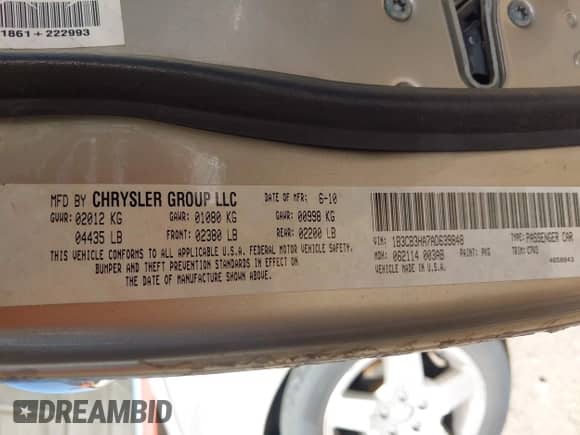 1861+222993
MFD BY CHRYSLER GROUP LLC DATE OF MFR: 6-10
GVWR: 02012 KG GAWR: 01080 KG GAWR: 00998 KG
04435 LB FRONT: 02380 LB REAR: 02200 LB
THIS VEHICLE CONFORMS TO ALL APPLICABLE U.S.A. FEDERAL MOTOR VEHICLE SAFETY,
BUMPER AND THEFT PREVENTION STANDARDS IN EFFECT ON
THE DATE OF MANUFACTURE SHOWN ABOVE.
VIN: 1B3CB3HA7AD639848 TYPE: PASSENGER CAR
MDH: 062114 003AB PAINT: PKG TRIM: C7D3
VEHICLE MADE IN U.S.A. 4658943
DREAMBID